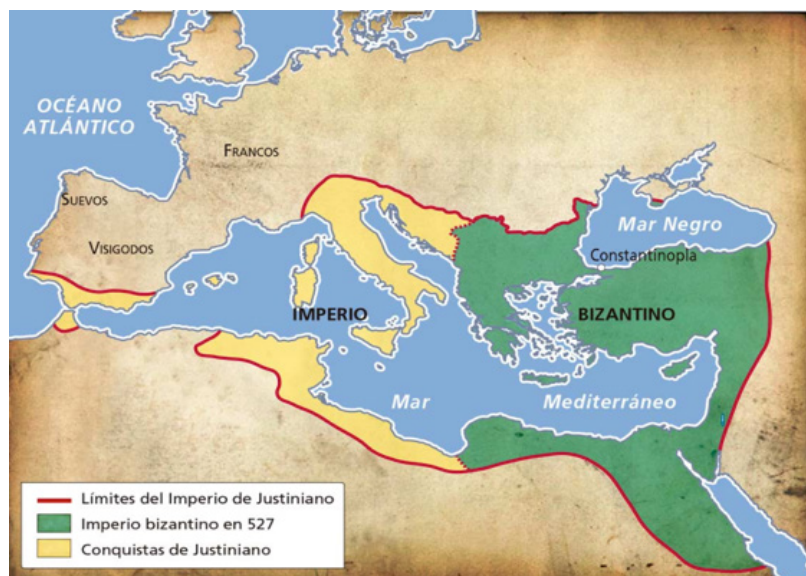 OCÉANO
ATLÁNTICO
FRANCOS
SUEVOS
VISIGODOS
Mar Negro
Constantinopla
IMPERIO
BIZANTINO
Mar
Mediterráneo
Límites del Imperio de Justiniano
Imperio bizantino en 527
Conquistas de Justiniano